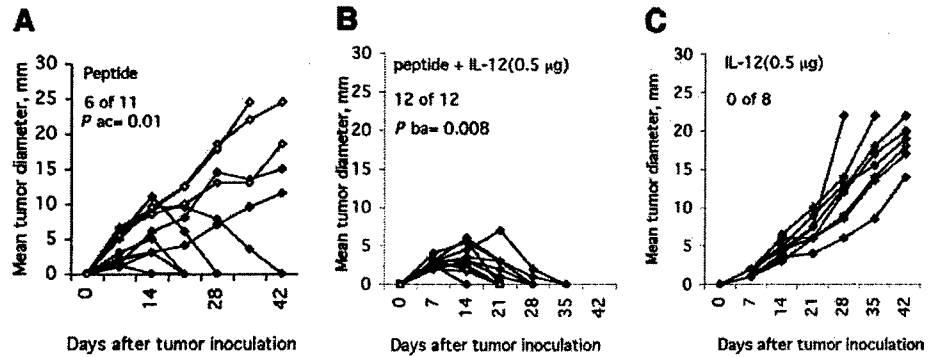 A
B
C
Mean tumor diameter, mm
30
25
20
15
10
5
0
Peptide
6 of 11
P ac= 0.01
0
14
28
42
Days after tumor inoculation
Mean tumor diameter, mm
30
25
20
15
10
5
0
peptide + IL-12(0.5 µg)
12 of 12
P ba= 0.008
0
7
14
21
28
35
42
Days after tumor inoculation
Mean tumor diameter, mm
30
25
20
15
10
5
0
IL-12(0.5 µg)
0 of 8
0
7
14
21
28
35
42
Days after tumor inoculation